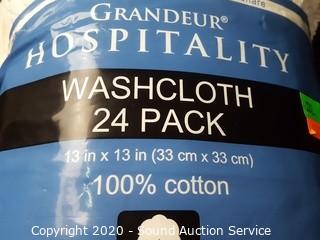 GRANDEUR®
HOSPITALITY
WASHCLOTH
24 PACK
13 in x 13 in (33 cm x 33 cm)
100% cotton
Copyright 2020 - Sound Auction Service